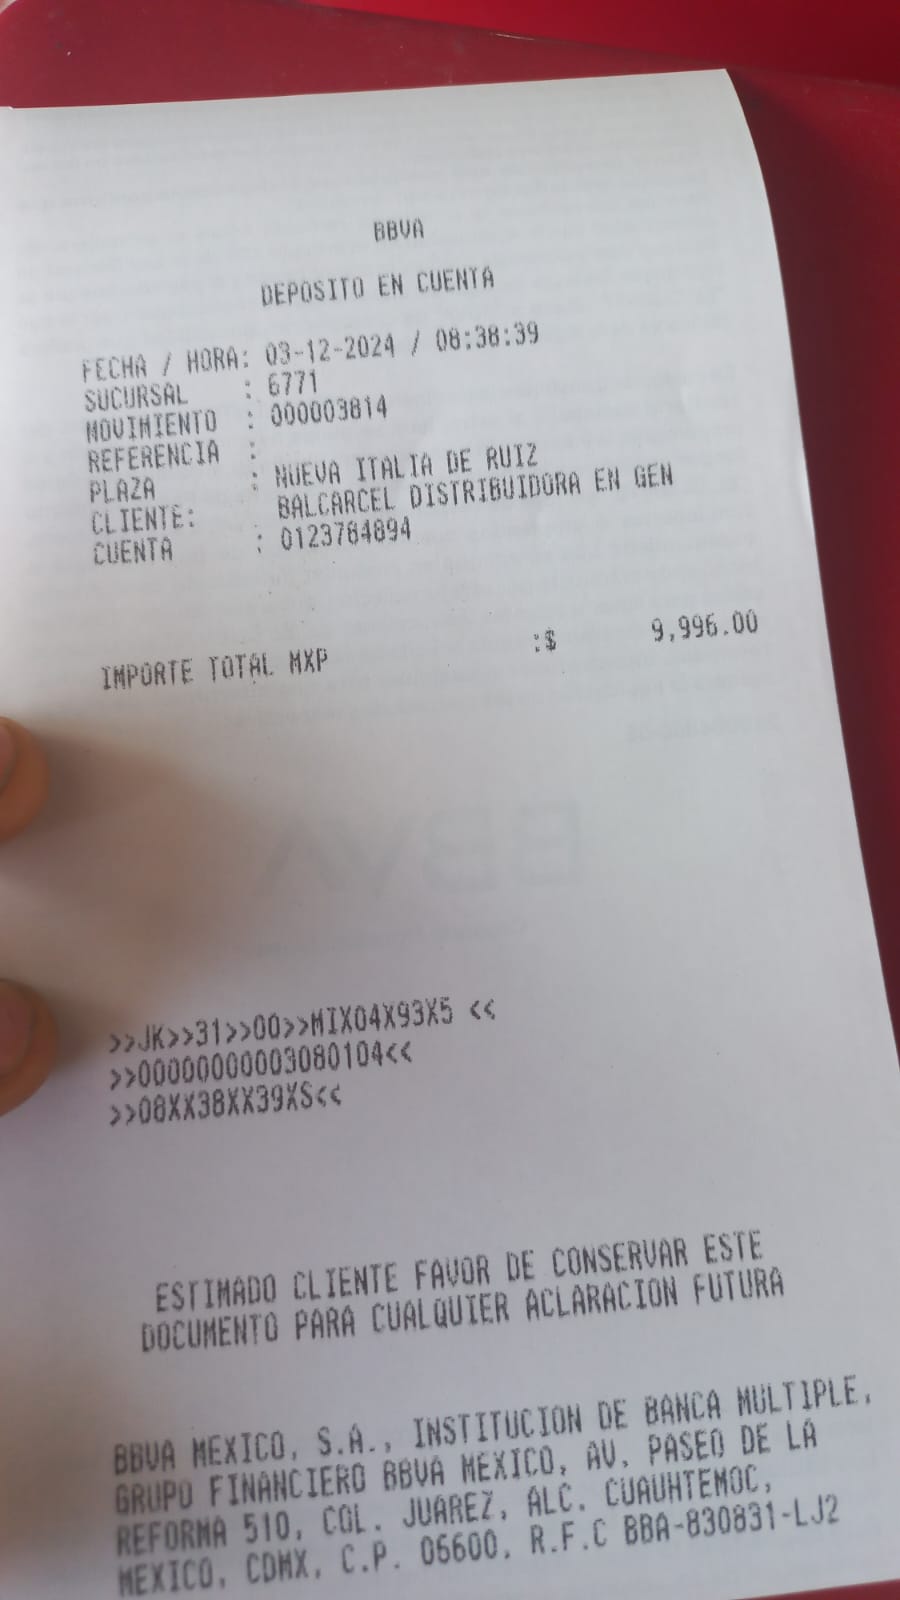 BBVA
DEPOSITO EN CUENTA
FECHA / HORA: 03-12-2024 / 08:38:39
SUCURSAL : 6771
MOVIMIENTO : 000003814
REFERENCIA :
PLAZA : NUEVA ITALIA DE RUIZ
CLIENTE: BALCARCEL DISTRIBUIDORA EN GEN
CUENTA : 0123784894
IMPORTE TOTAL MXP :$ 9,996.00
BBVA
>>JK>>31>>00>>MIX04X93X5 <<
>>00000000003080104<<
>>08XX38XX39XS<<
ESTIMADO CLIENTE FAVOR DE CONSERVAR ESTE
DOCUMENTO PARA CUALQUIER ACLARACION FUTURA
BBVA MEXICO, S.A., INSTITUCION DE BANCA MULTIPLE,
GRUPO FINANCIERO BBVA MEXICO, AV. PASEO DE LA
REFORMA 510, COL. JUAREZ, ALC. CUAUHTEMOC,
MEXICO, CDMX, C.P. 06600, R.F.C BBA-830831-LJ2